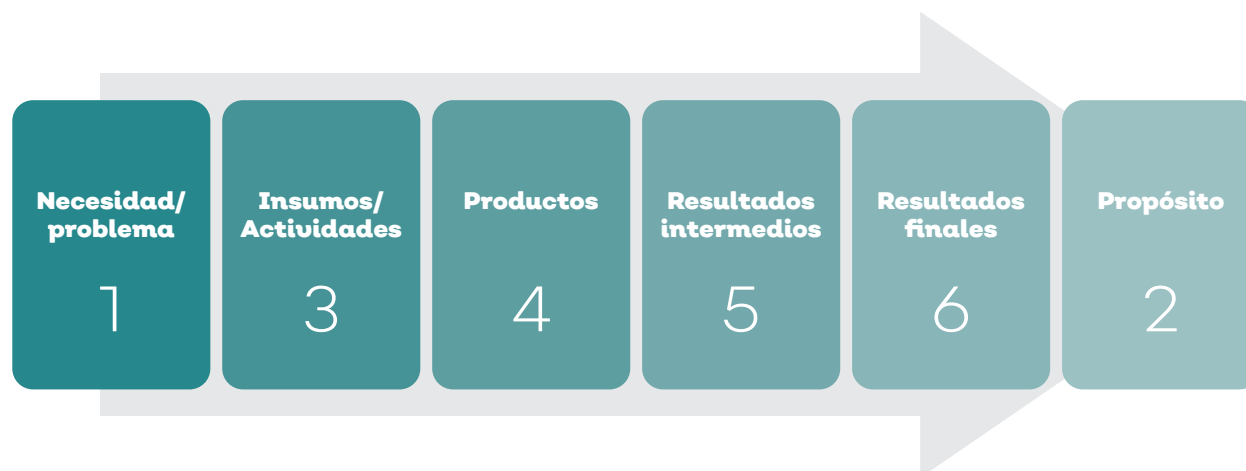 Necesidad/
problema
1
Insumos/
Actividades
3
Productos
4
Resultados
intermedios
5
Resultados
finales
6
Propósito
2